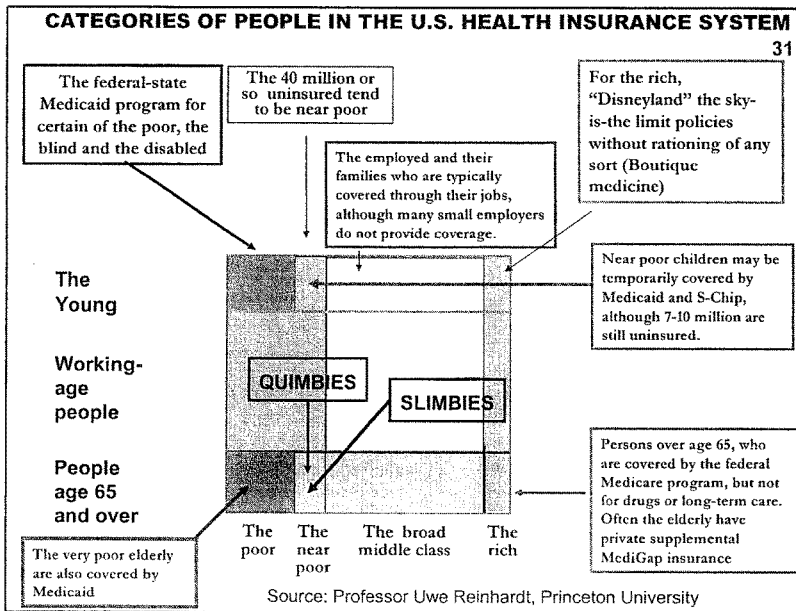 CATEGORIES OF PEOPLE IN THE U.S. HEALTH INSURANCE SYSTEM
31
The federal-state
Medicaid program for
certain of the poor, the
blind and the disabled
The 40 million or
so uninsured tend
to be near poor
For the rich,
“Disneyland” the sky-
is-the limit policies
without rationing of any
sort (Boutique
medicine)
The employed and their
families who are typically
covered through their jobs,
although many small employers
do not provide coverage.
Near poor children may be
temporarily covered by
Medicaid and S-Chip,
although 7-10 million are
still uninsured.
The
Young
Working-
age
people
QUIMBIES
SLIMBIES
People
age 65
and over
Persons over age 65, who
are covered by the federal
Medicare program, but not
for drugs or long-term care.
Often the elderly have
private supplemental
MediGap insurance
The
poor
The
near
poor
The broad
middle class
The
rich
The very poor elderly
are also covered by
Medicaid
Source: Professor Uwe Reinhardt, Princeton University